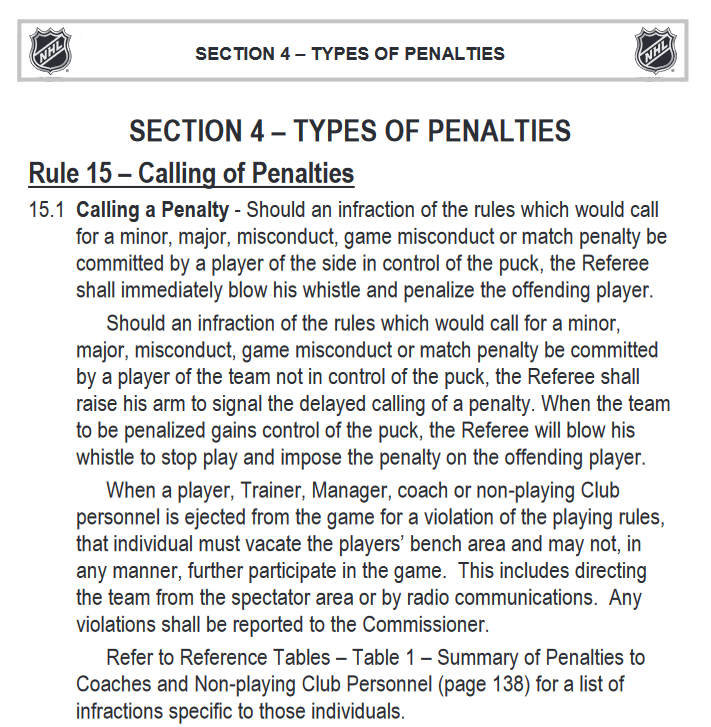 NHL
SECTION 4 – TYPES OF PENALTIES
NHL
SECTION 4 – TYPES OF PENALTIES
Rule 15 – Calling of Penalties
15.1 Calling a Penalty - Should an infraction of the rules which would call
for a minor, major, misconduct, game misconduct or match penalty be
committed by a player of the side in control of the puck, the Referee
shall immediately blow his whistle and penalize the offending player.
Should an infraction of the rules which would call for a minor,
major, misconduct, game misconduct or match penalty be committed
by a player of the team not in control of the puck, the Referee shall
raise his arm to signal the delayed calling of a penalty. When the team
to be penalized gains control of the puck, the Referee will blow his
whistle to stop play and impose the penalty on the offending player.
When a player, Trainer, Manager, coach or non-playing Club
personnel is ejected from the game for a violation of the playing rules,
that individual must vacate the players’ bench area and may not, in
any manner, further participate in the game.  This includes directing
the team from the spectator area or by radio communications.  Any
violations shall be reported to the Commissioner.
Refer to Reference Tables – Table 1 – Summary of Penalties to
Coaches and Non-playing Club Personnel (page 138) for a list of
infractions specific to those individuals.